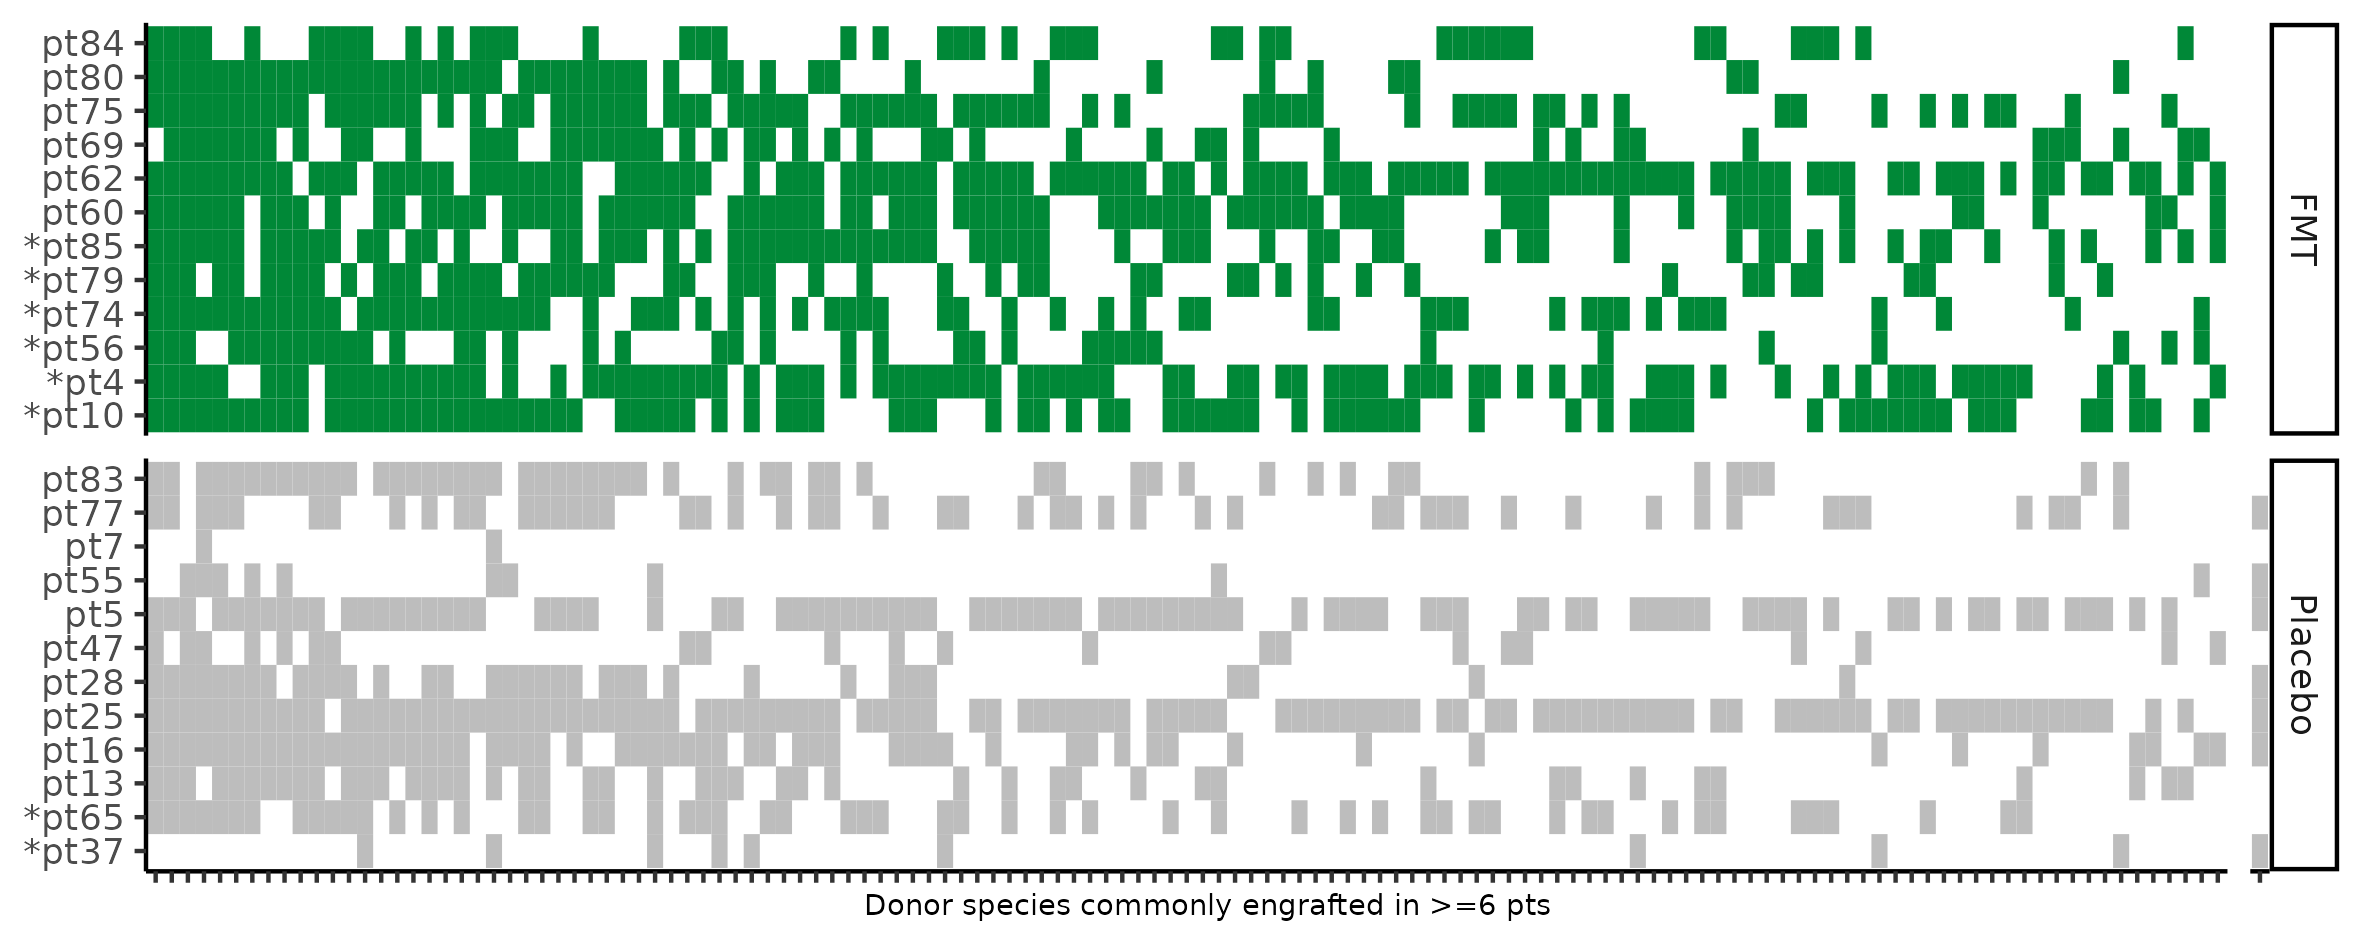 pt84
pt80
pt75
pt69
pt62
pt60
*pt85
*pt79
*pt74
*pt56
*pt4
*pt10
FMT
pt83
pt77
pt7
pt55
pt5
pt47
pt28
pt25
pt16
pt13
*pt65
*pt37
Placebo
Donor species commonly engrafted in >=6 pts